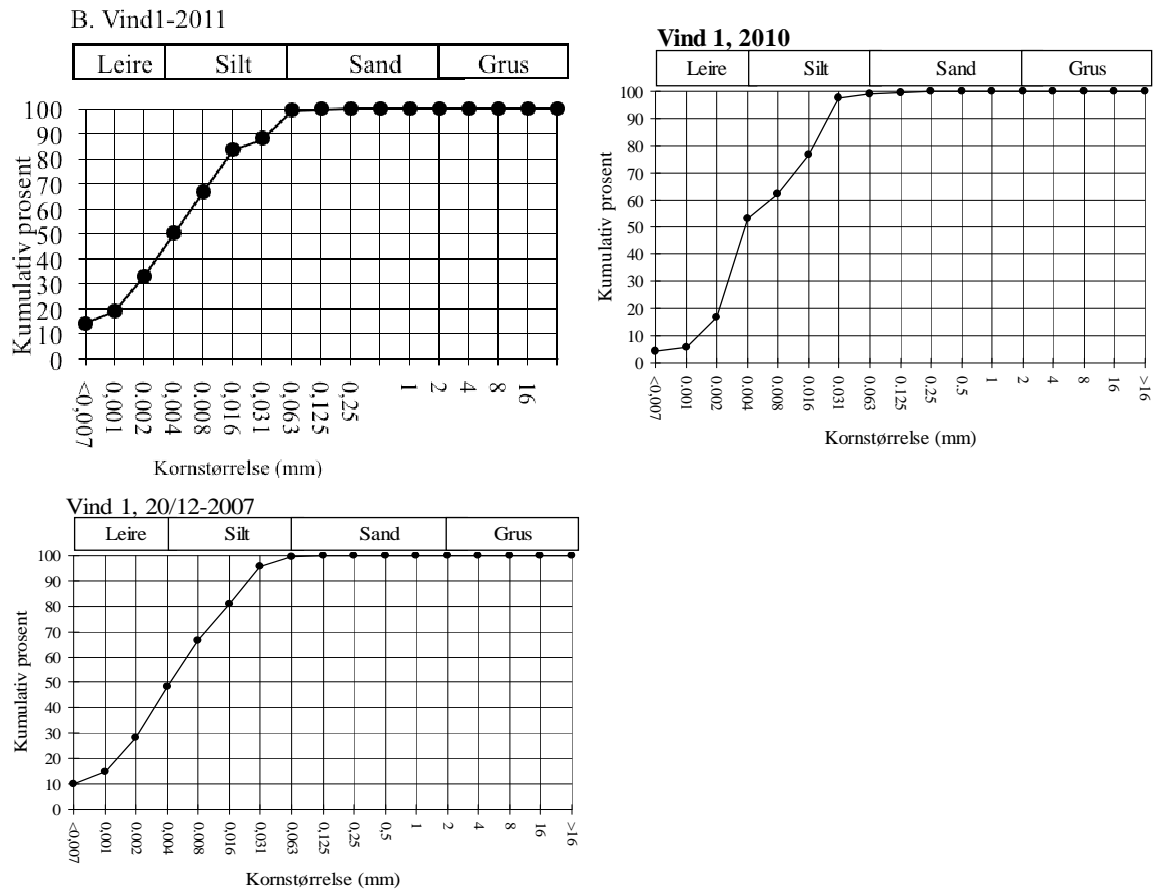 B. Vind1-2011
Leire Silt Sand Grus
100
90
80
70
60
50
40
30
20
10
0
Kumulativ prosent
<0,007 0,001 0.002 0,004 0.008 0,016 0.031 0,063 0.125 0,25 1 2 4 8 16
Kornstørrelse (mm)
Vind 1, 2010
Leire Silt Sand Grus
100
90
80
70
60
50
40
30
20
10
0
Kumulativ prosent
<0,007 0.001 0.002 0.004 0.008 0.016 0.031 0.063 0.125 0.25 0.5 1 2 4 8 16 >16
Kornstørrelse (mm)
Vind 1, 20/12-2007
Leire Silt Sand Grus
100
90
80
70
60
50
40
30
20
10
0
Kumulativ prosent
<0,007 0,001 0,002 0,004 0,008 0,016 0,031 0,063 0,125 0,25 0,5 1 2 4 8 16 >16
Kornstørrelse (mm)